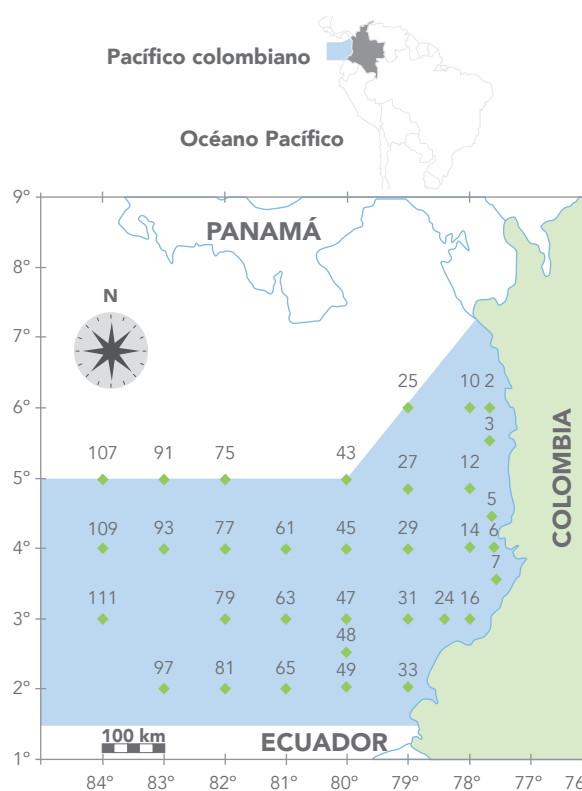 Pacífico colombiano
Océano Pacífico
9°
PANAMÁ
8°
N
7°
25 10 2
6°
3
107 91 75 43 27 12
5°
5
109 93 77 61 45 29 14 6
4°
7
111 79 63 47 31 24 16
3°
48
97 81 65 49 33
2°
100 km
ECUADOR
1°
COLOMBIA
84° 83° 82° 81° 80° 79° 78° 77° 76